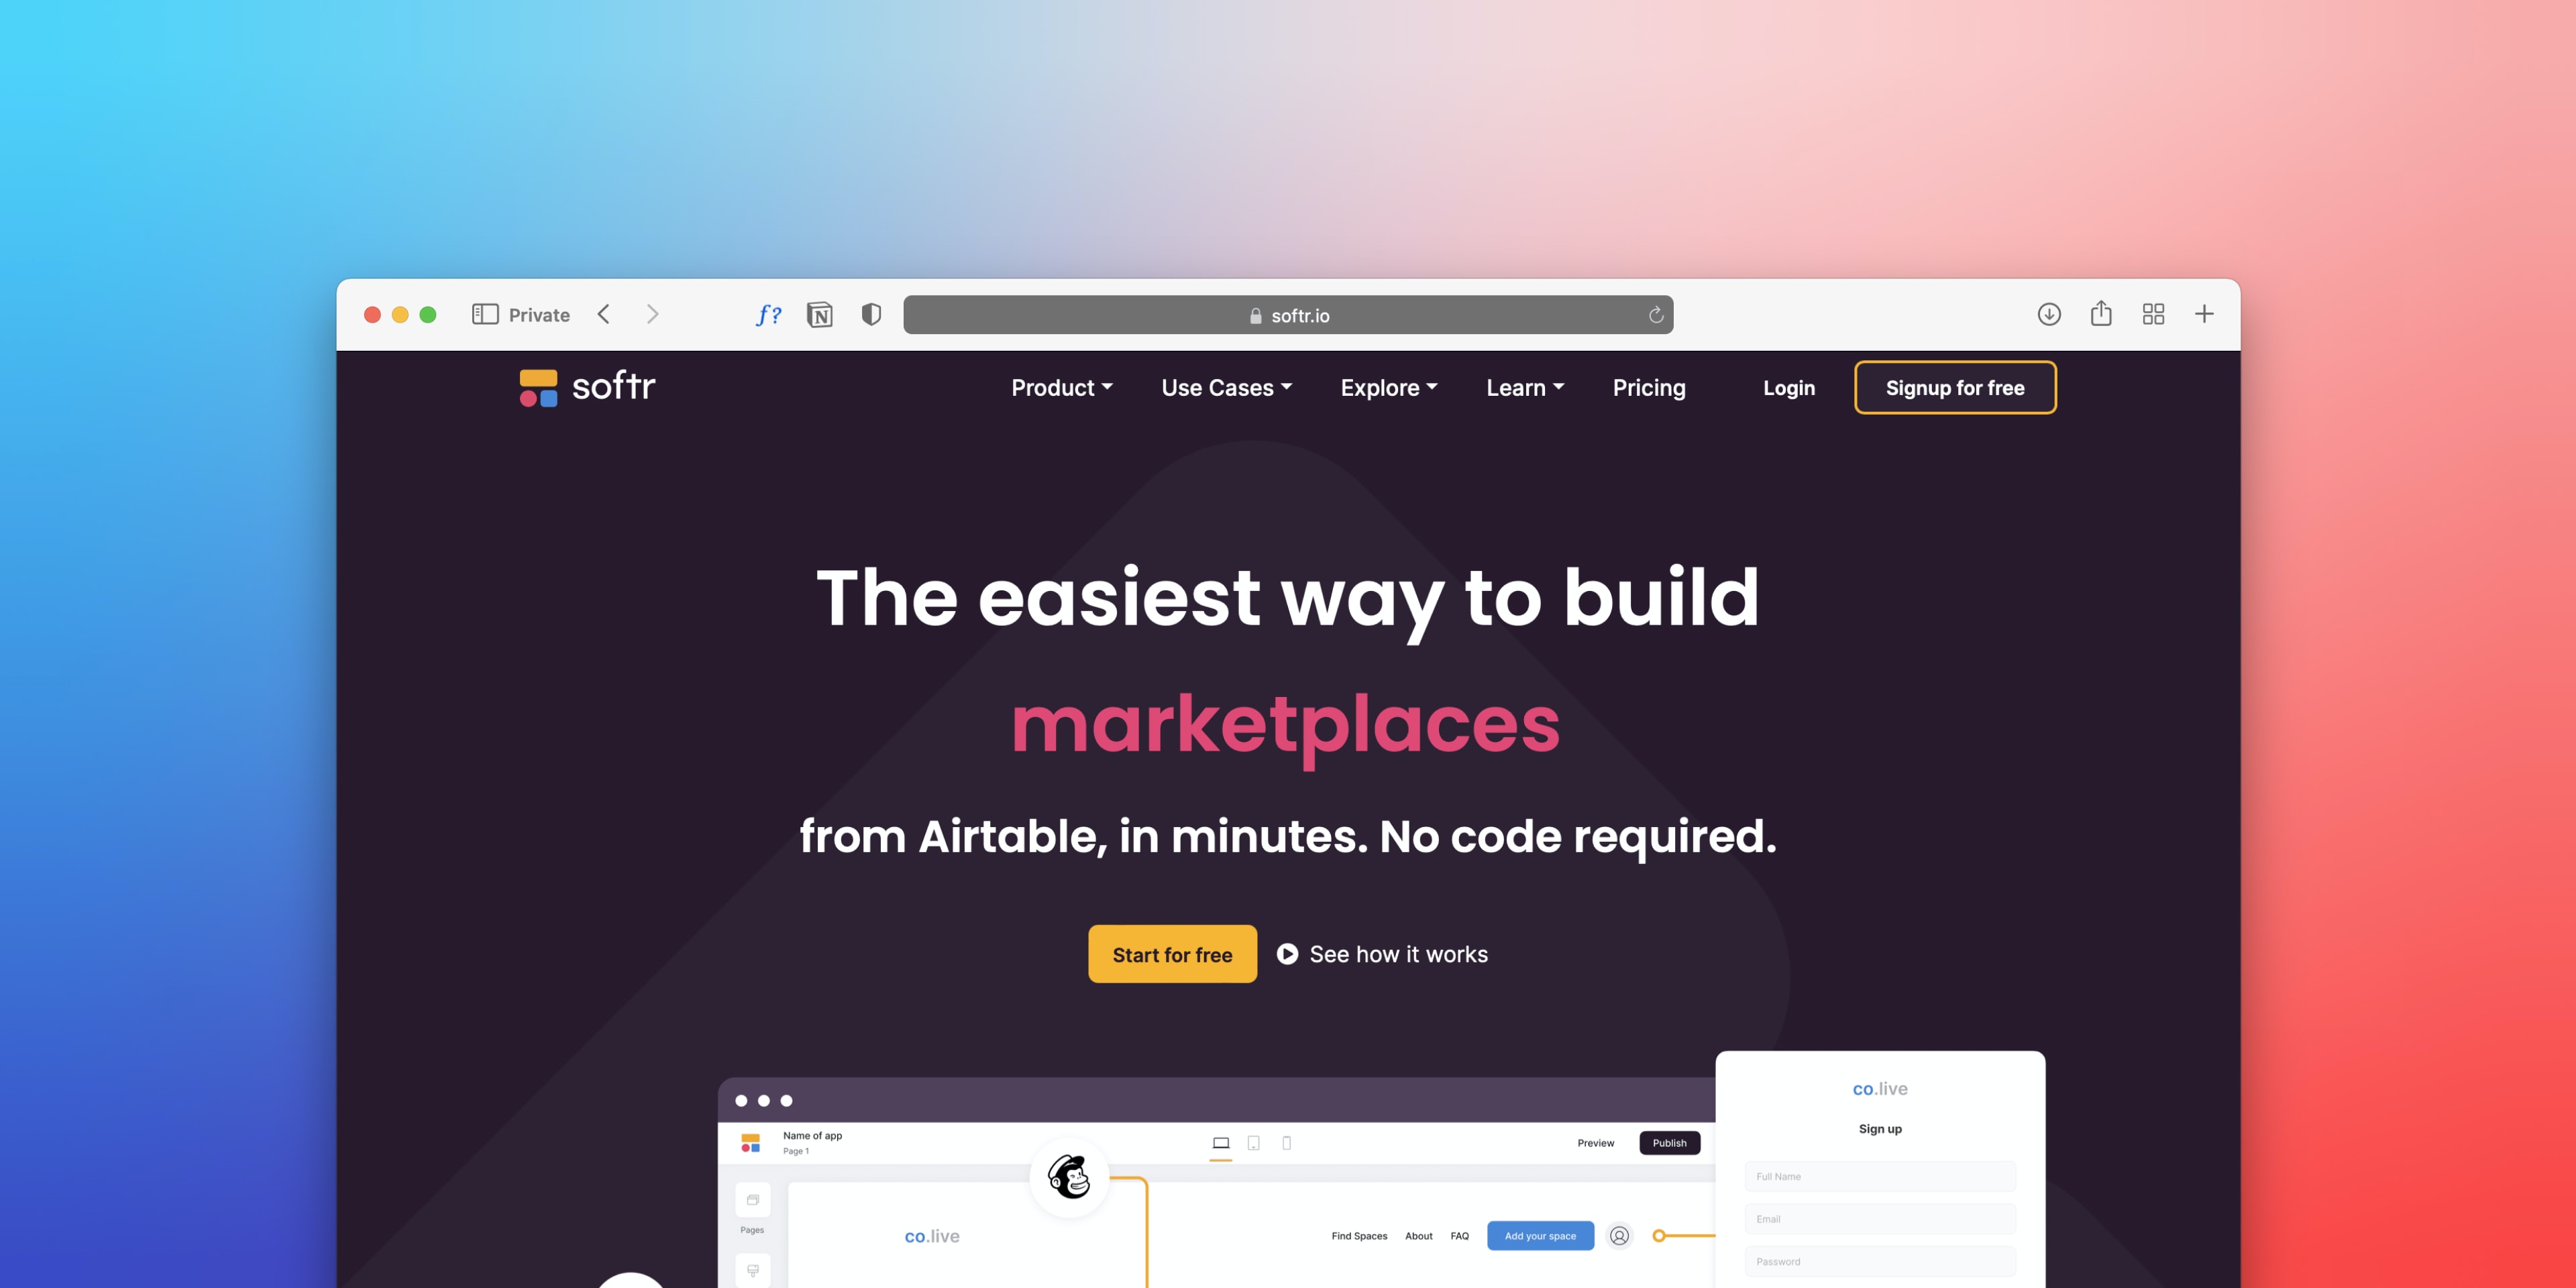 Private
f?
N
softr.io
softr
Product
Use Cases
Explore
Learn
Pricing
Login
Signup for free
The easiest way to build
marketplaces
from Airtable, in minutes. No code required.
Start for free
See how it works
Name of app
Page 1
Preview
Publish
Pages
co.live
Find Spaces
About
FAQ
Add your space
co.live
Sign up
Full Name
Email
Password